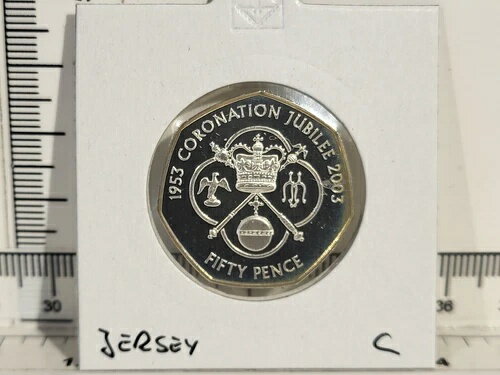 1953 CORONATION JUBILEE 2003
FIFTY PENCE
30
36
JERSEY C